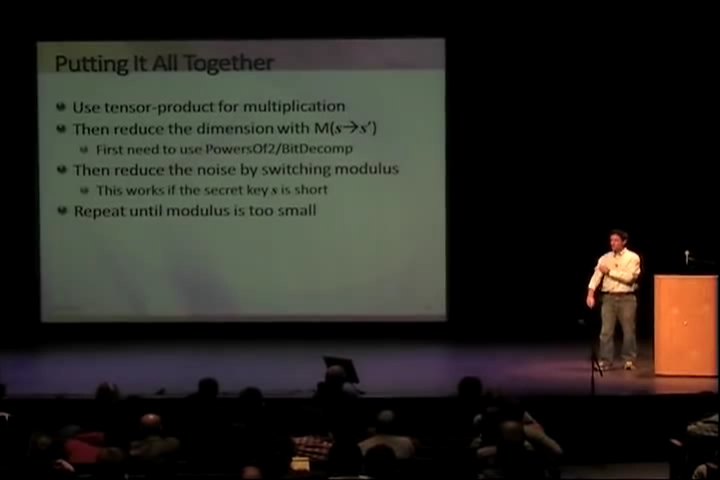 Putting It All Together
Use tensor-product for multiplication
Then reduce the dimension with M(s→s′)
First need to use PowersOf2/BitDecomp
Then reduce the noise by switching modulus
This works if the secret key s is short
Repeat until modulus is too small